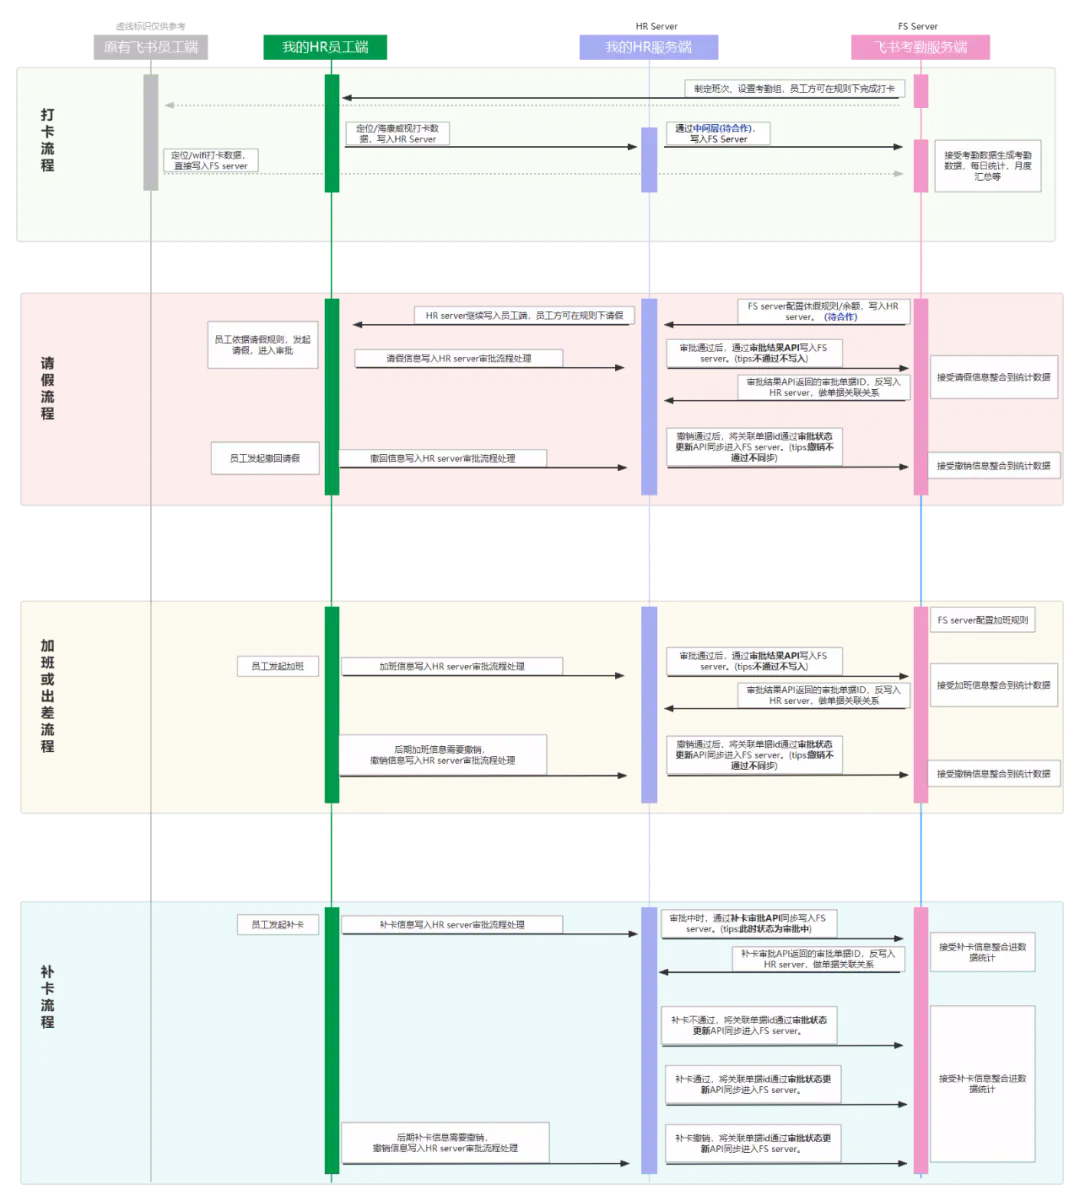 虚线标识仅供参考
HR Server
FS Server
原有飞书员工端
我的HR员工端
我的HR服务端
飞书考勤服务端
打卡流程
制定班次、设置考勤组，员工方可在规则下完成打卡
定位/海康威视打卡数
据，写入HR Server
通过中间层(待合作)，
写入FS Server
定位/wifi打卡数据，
直接写入FS server
接受考勤数据生成考勤
数据，每日统计，月度
汇总等
请假流程
FS server配置休假规则/余额，写入HR
server。 (待合作)
HR server继续写入员工端，员工方可在规则下请假
员工依据请假规则，发起
请假，进入审批
请假信息写入HR server审批流程处理
审批通过后，通过审批结果API写入FS
server。(tips:不通过不写入)
审批结果API返回的审批单据ID，反写入
HR server，做单据关联关系
接受请假信息整合到统计数据
员工发起撤回请假
撤回信息写入HR server审批流程处理
撤销通过后，将关联单据id通过审批状态
更新API同步进入FS server。(tips:撤销不
通过不同步)
接受撤销信息整合到统计数据
加班或出差流程
FS server配置加班规则
员工发起加班
加班信息写入HR server审批流程处理
审批通过后，通过审批结果API写入FS
server。(tips:不通过不写入)
审批结果API返回的审批单据ID，反写入
HR server，做单据关联关系
接受加班信息整合到统计数据
后期加班信息需要撤销，
撤销信息写入HR server审批流程处理
撤销通过后，将关联单据id通过审批状态
更新API同步进入FS server。(tips:撤销不
通过不同步)
接受撤销信息整合到统计数据
补卡流程
员工发起补卡
补卡信息写入HR server审批流程处理
审批中时，通过补卡审批API同步写入FS
server。(tips:此时状态为审批中)
补卡审批API返回的审批单据ID，反写入
HR server，做单据关联关系
接受补卡信息整合进数
据统计
补卡不通过，将关联单据id通过审批状态
更新API同步进入FS server。
补卡通过，将关联单据id通过审批状态更
新API同步进入FS server。
接受补卡信息整合进数
据统计
后期补卡信息需要撤销，
撤销信息写入HR server审批流程处理
补卡撤销，将关联单据id通过审批状态更
新API同步进入FS server。